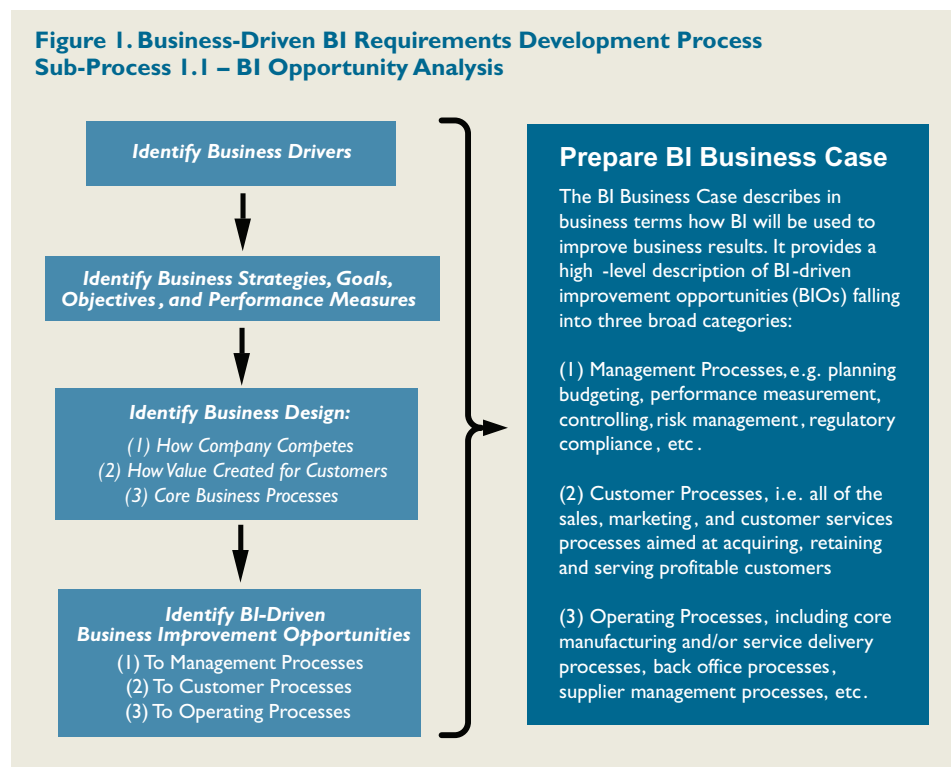 Figure 1. Business-Driven BI Requirements Development Process
Sub-Process 1.1 – BI Opportunity Analysis
Identify Business Drivers
Identify Business Strategies, Goals,
Objectives, and Performance Measures
Identify Business Design:
(1) How Company Competes
(2) How Value Created for Customers
(3) Core Business Processes
Identify BI-Driven
Business Improvement Opportunities
(1) To Management Processes
(2) To Customer Processes
(3) To Operating Processes
Prepare BI Business Case
The BI Business Case describes in
business terms how BI will be used to
improve business results. It provides a
high -level description of BI-driven
improvement opportunities (BIOs) falling
into three broad categories:
(1) Management Processes, e.g. planning
budgeting, performance measurement,
controlling, risk management, regulatory
compliance, etc.
(2) Customer Processes, i.e. all of the
sales, marketing, and customer services
processes aimed at acquiring, retaining
and serving profitable customers
(3) Operating Processes, including core
manufacturing and/or service delivery
processes, back office processes,
supplier management processes, etc.